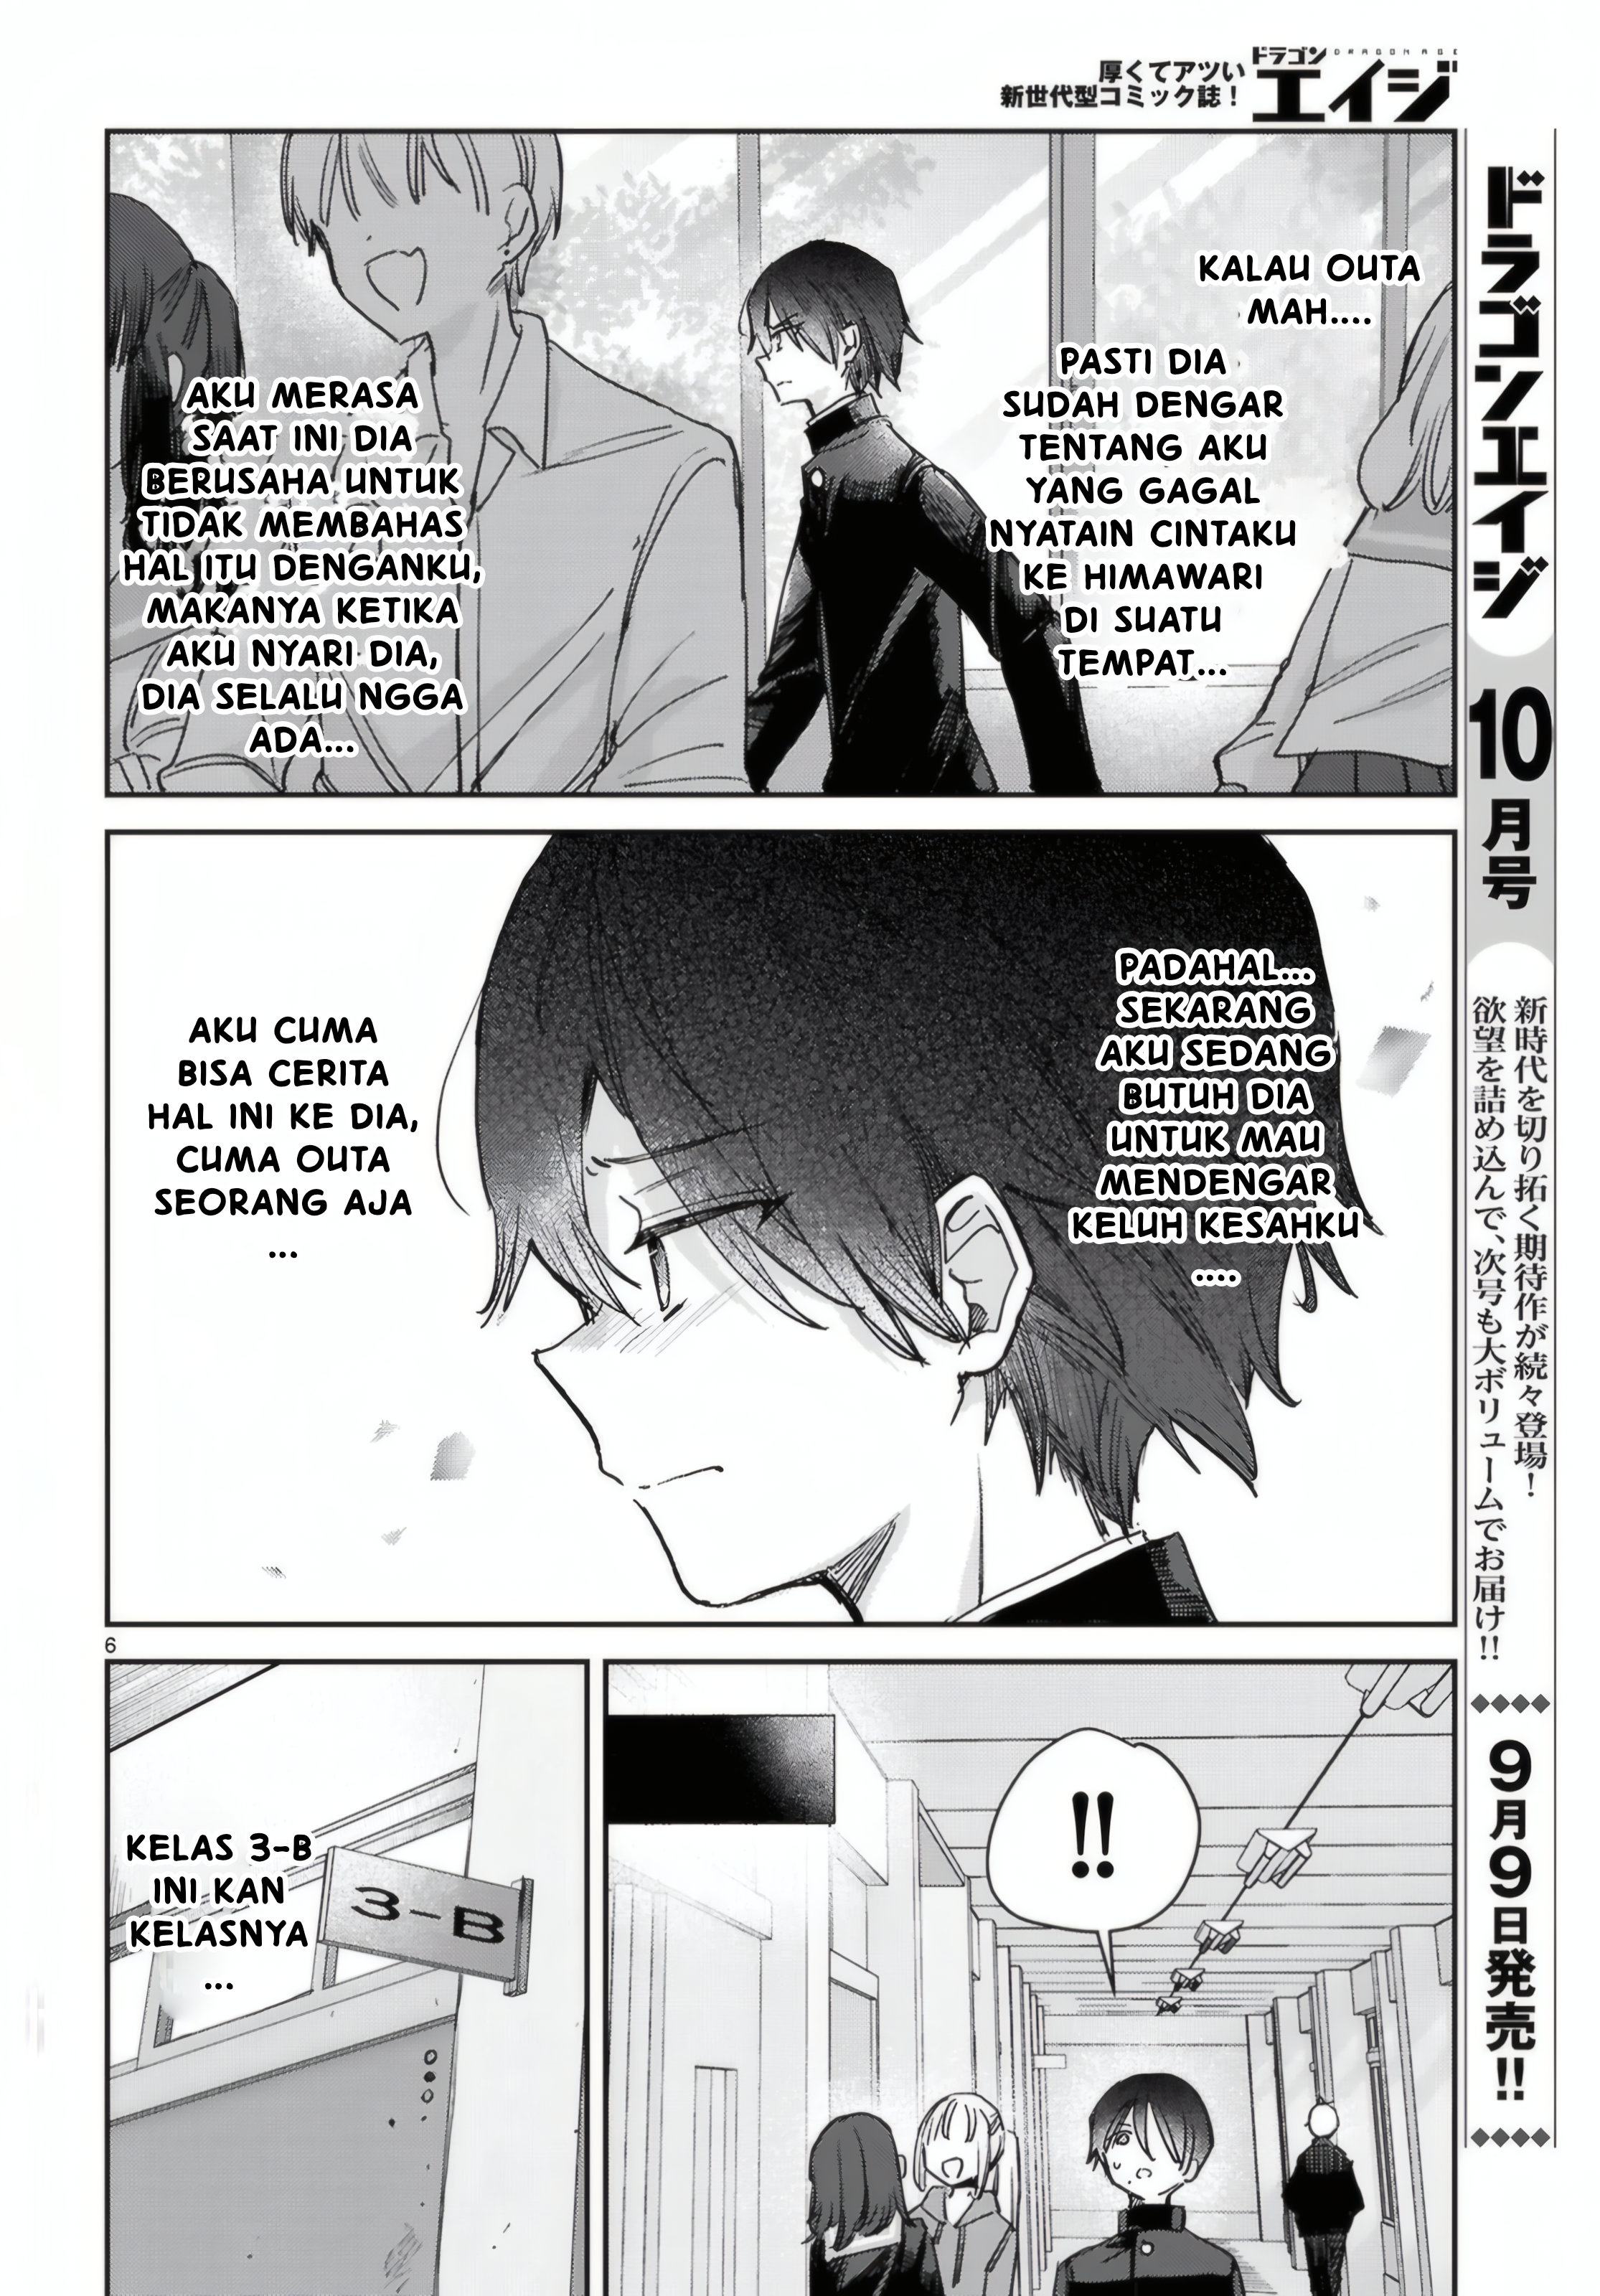 厚くてアツい
新世代型コミック誌！
ドラゴン
DRAGON AGE
エイジ
KALAU OUTA
MAH....
PASTI DIA
SUDAH DENGAR
TENTANG AKU
YANG GAGAL
NYATAIN CINTAKU
KE HIMAWARI
DI SUATU
TEMPAT...
AKU MERASA
SAAT INI DIA
BERUSAHA UNTUK
TIDAK MEMBAHAS
HAL ITU DENGANKU,
MAKANYA KETIKA
AKU NYARI DIA,
DIA SELALU NGGA
ADA...
PADAHAL...
SEKARANG
AKU SEDANG
BUTUH DIA
UNTUK MAU
MENDENGAR
KELUH KESAHKU
....
AKU CUMA
BISA CERITA
HAL INI KE DIA,
CUMA OUTA
SEORANG AJA
...
6
!!
KELAS 3-B
INI KAN
KELASNYA
...
3-B
ドラゴンエイジ
10月号
新時代を切り拓く期待作が続々登場！
欲望を詰め込んで、次号も大ボリュームでお届け!!
9月9日発売!!